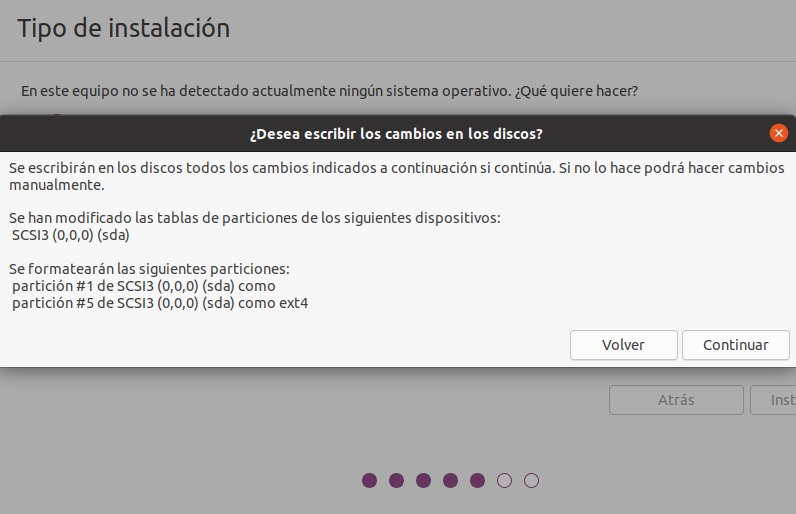 Tipo de instalación
En este equipo no se ha detectado actualmente ningún sistema operativo. ¿Qué quiere hacer?
¿Desea escribir los cambios en los discos?
Se escribirán en los discos todos los cambios indicados a continuación si continúa. Si no lo hace podrá hacer cambios
manualmente.
Se han modificado las tablas de particiones de los siguientes dispositivos:
SCSI3 (0,0,0) (sda)
Se formatearán las siguientes particiones:
partición #1 de SCSI3 (0,0,0) (sda) como
partición #5 de SCSI3 (0,0,0) (sda) como ext4
Volver
Continuar
Atrás
Inst